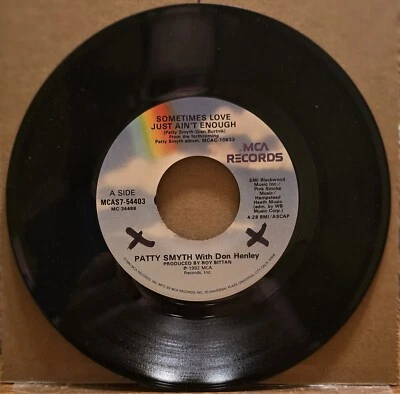 SOMETIMES LOVE
JUST AIN'T ENOUGH
(Patty Smyth-Glen Burtnik)
From the forthcoming
Patty Smyth album, MCAC-10633
MCA
RECORDS
A SIDE
MCAS7-54403
MC-54488
EMI Blackwood
Music Inc./
Pink Smoke
Music/
Hampstead
Heath Music
(adm. by WB
Music Corp.)
4:28 BMI/ASCAP
PATTY SMYTH With Don Henley
PRODUCED BY ROY BITTAN
℗ 1992 MCA
Records, Inc.